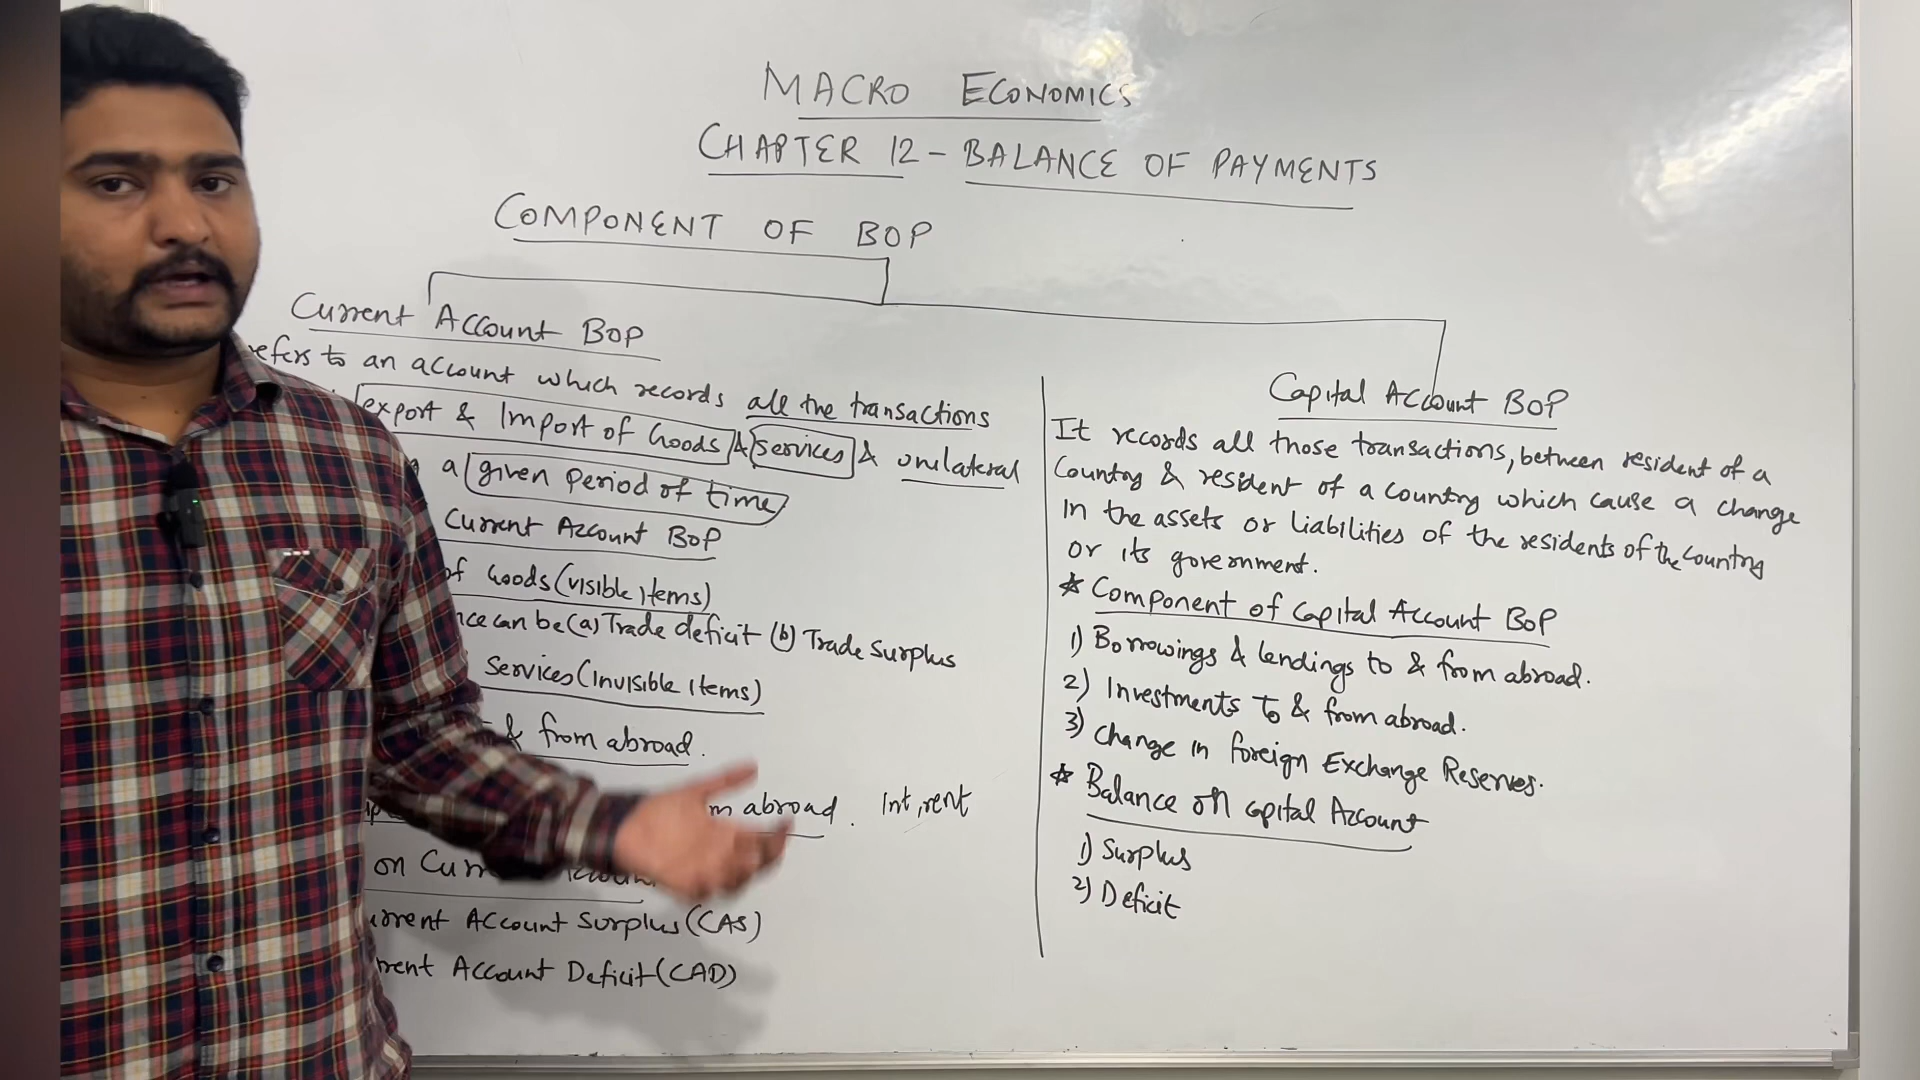 MACRO ECONOMICS
CHAPTER 12 - BALANCE OF PAYMENTS
COMPONENT OF BOP
Current Account BOP
refers to an account which records all the transactions
export & Import of Goods & services & unilateral
a given period of time
Current Account BOP
of Goods (visible items)
can be (a) Trade deficit (b) Trade Surplus
Services (invisible Items)
& from abroad.
abroad. Int, rent
on
Account Surplus (CAS)
Account Deficit (CAD)
Capital Account BOP
It records all those transactions, between resident of a
Country & resident of a country which cause a change
In the assets or liabilities of the residents of the country
or its government.
* Component of Capital Account BOP
1) Borrowings & lendings to & from abroad.
2) Investments to & from abroad.
3) Change in Foreign Exchange Reserves.
* Balance on capital Account
1) Surplus
2) Deficit